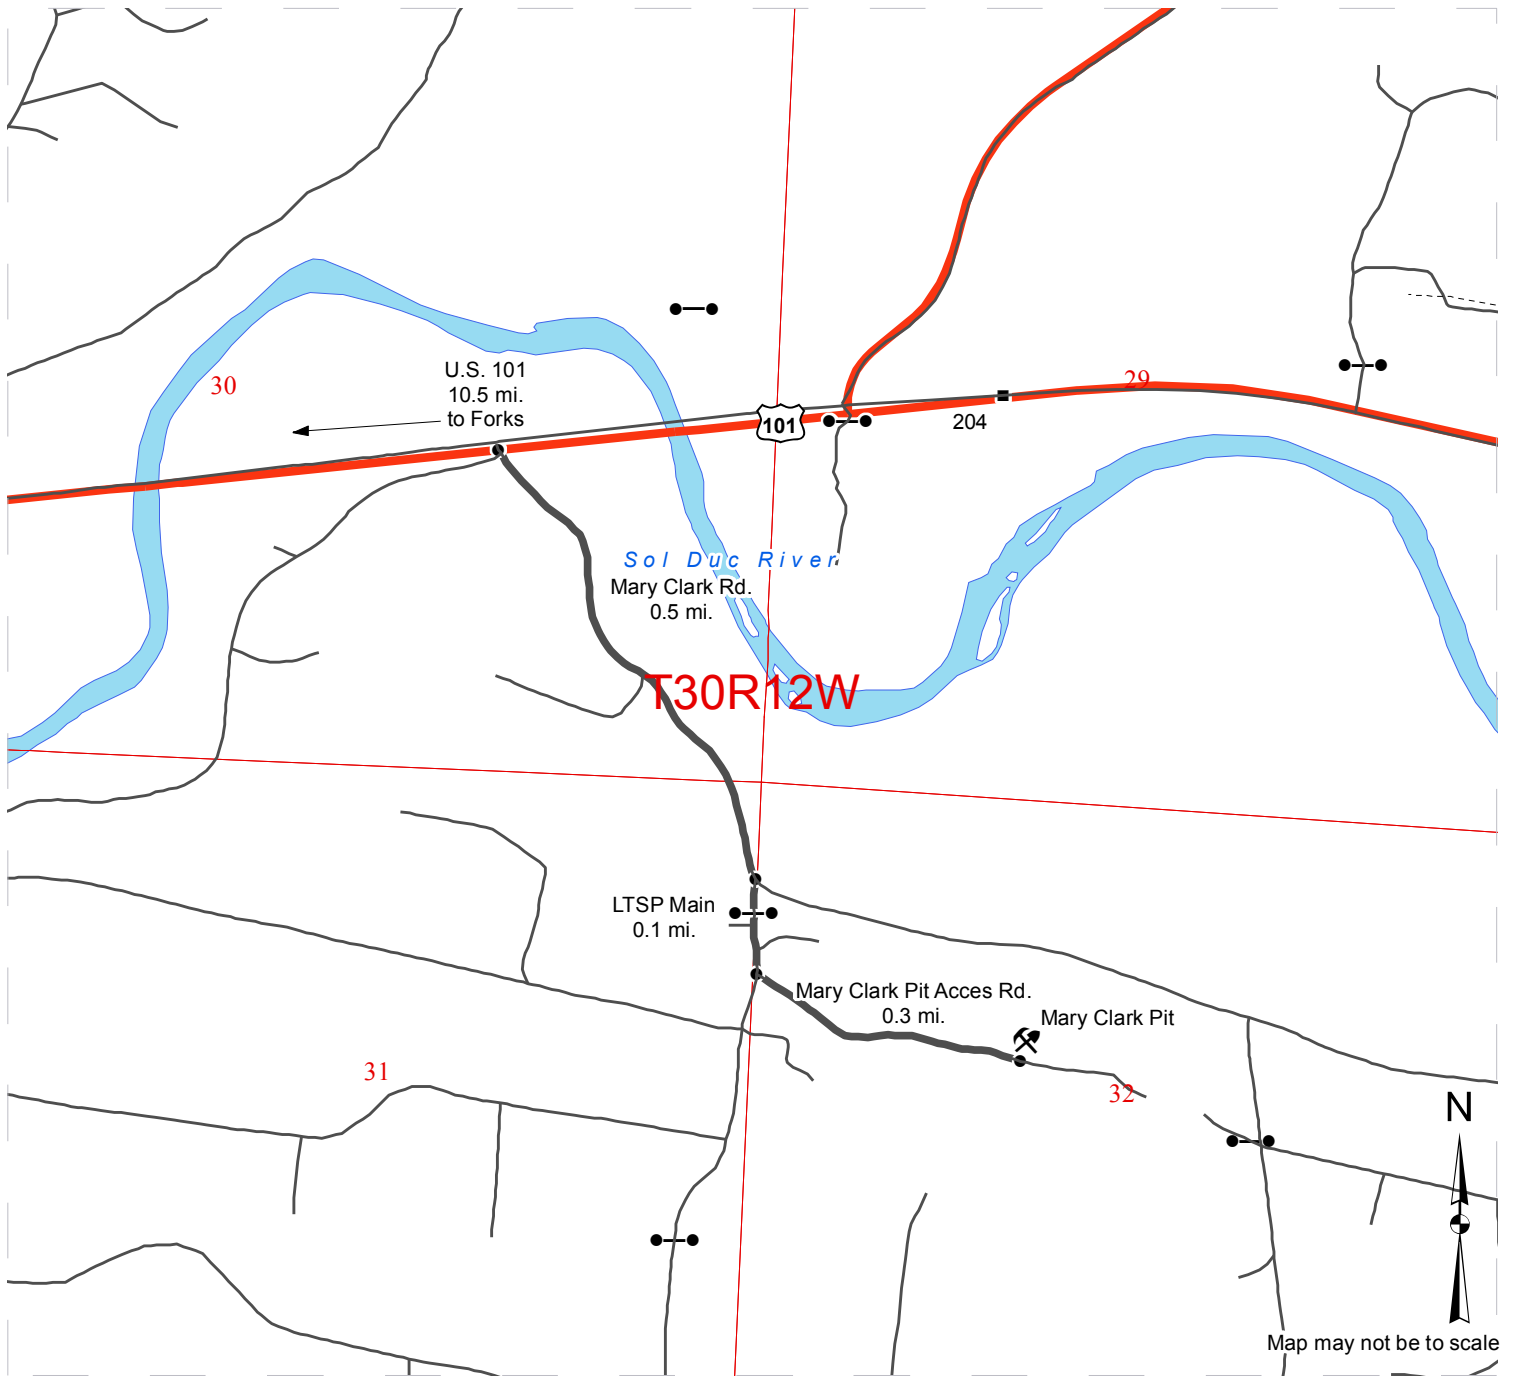 U.S. 101
10.5 mi.
to Forks
30
29
101
204
Sol Duc River
Mary Clark Rd.
0.5 mi.
T30R12W
LTSP Main
0.1 mi.
Mary Clark Pit Acces Rd.
0.3 mi.
Mary Clark Pit
31
32
N
Map may not be to scale